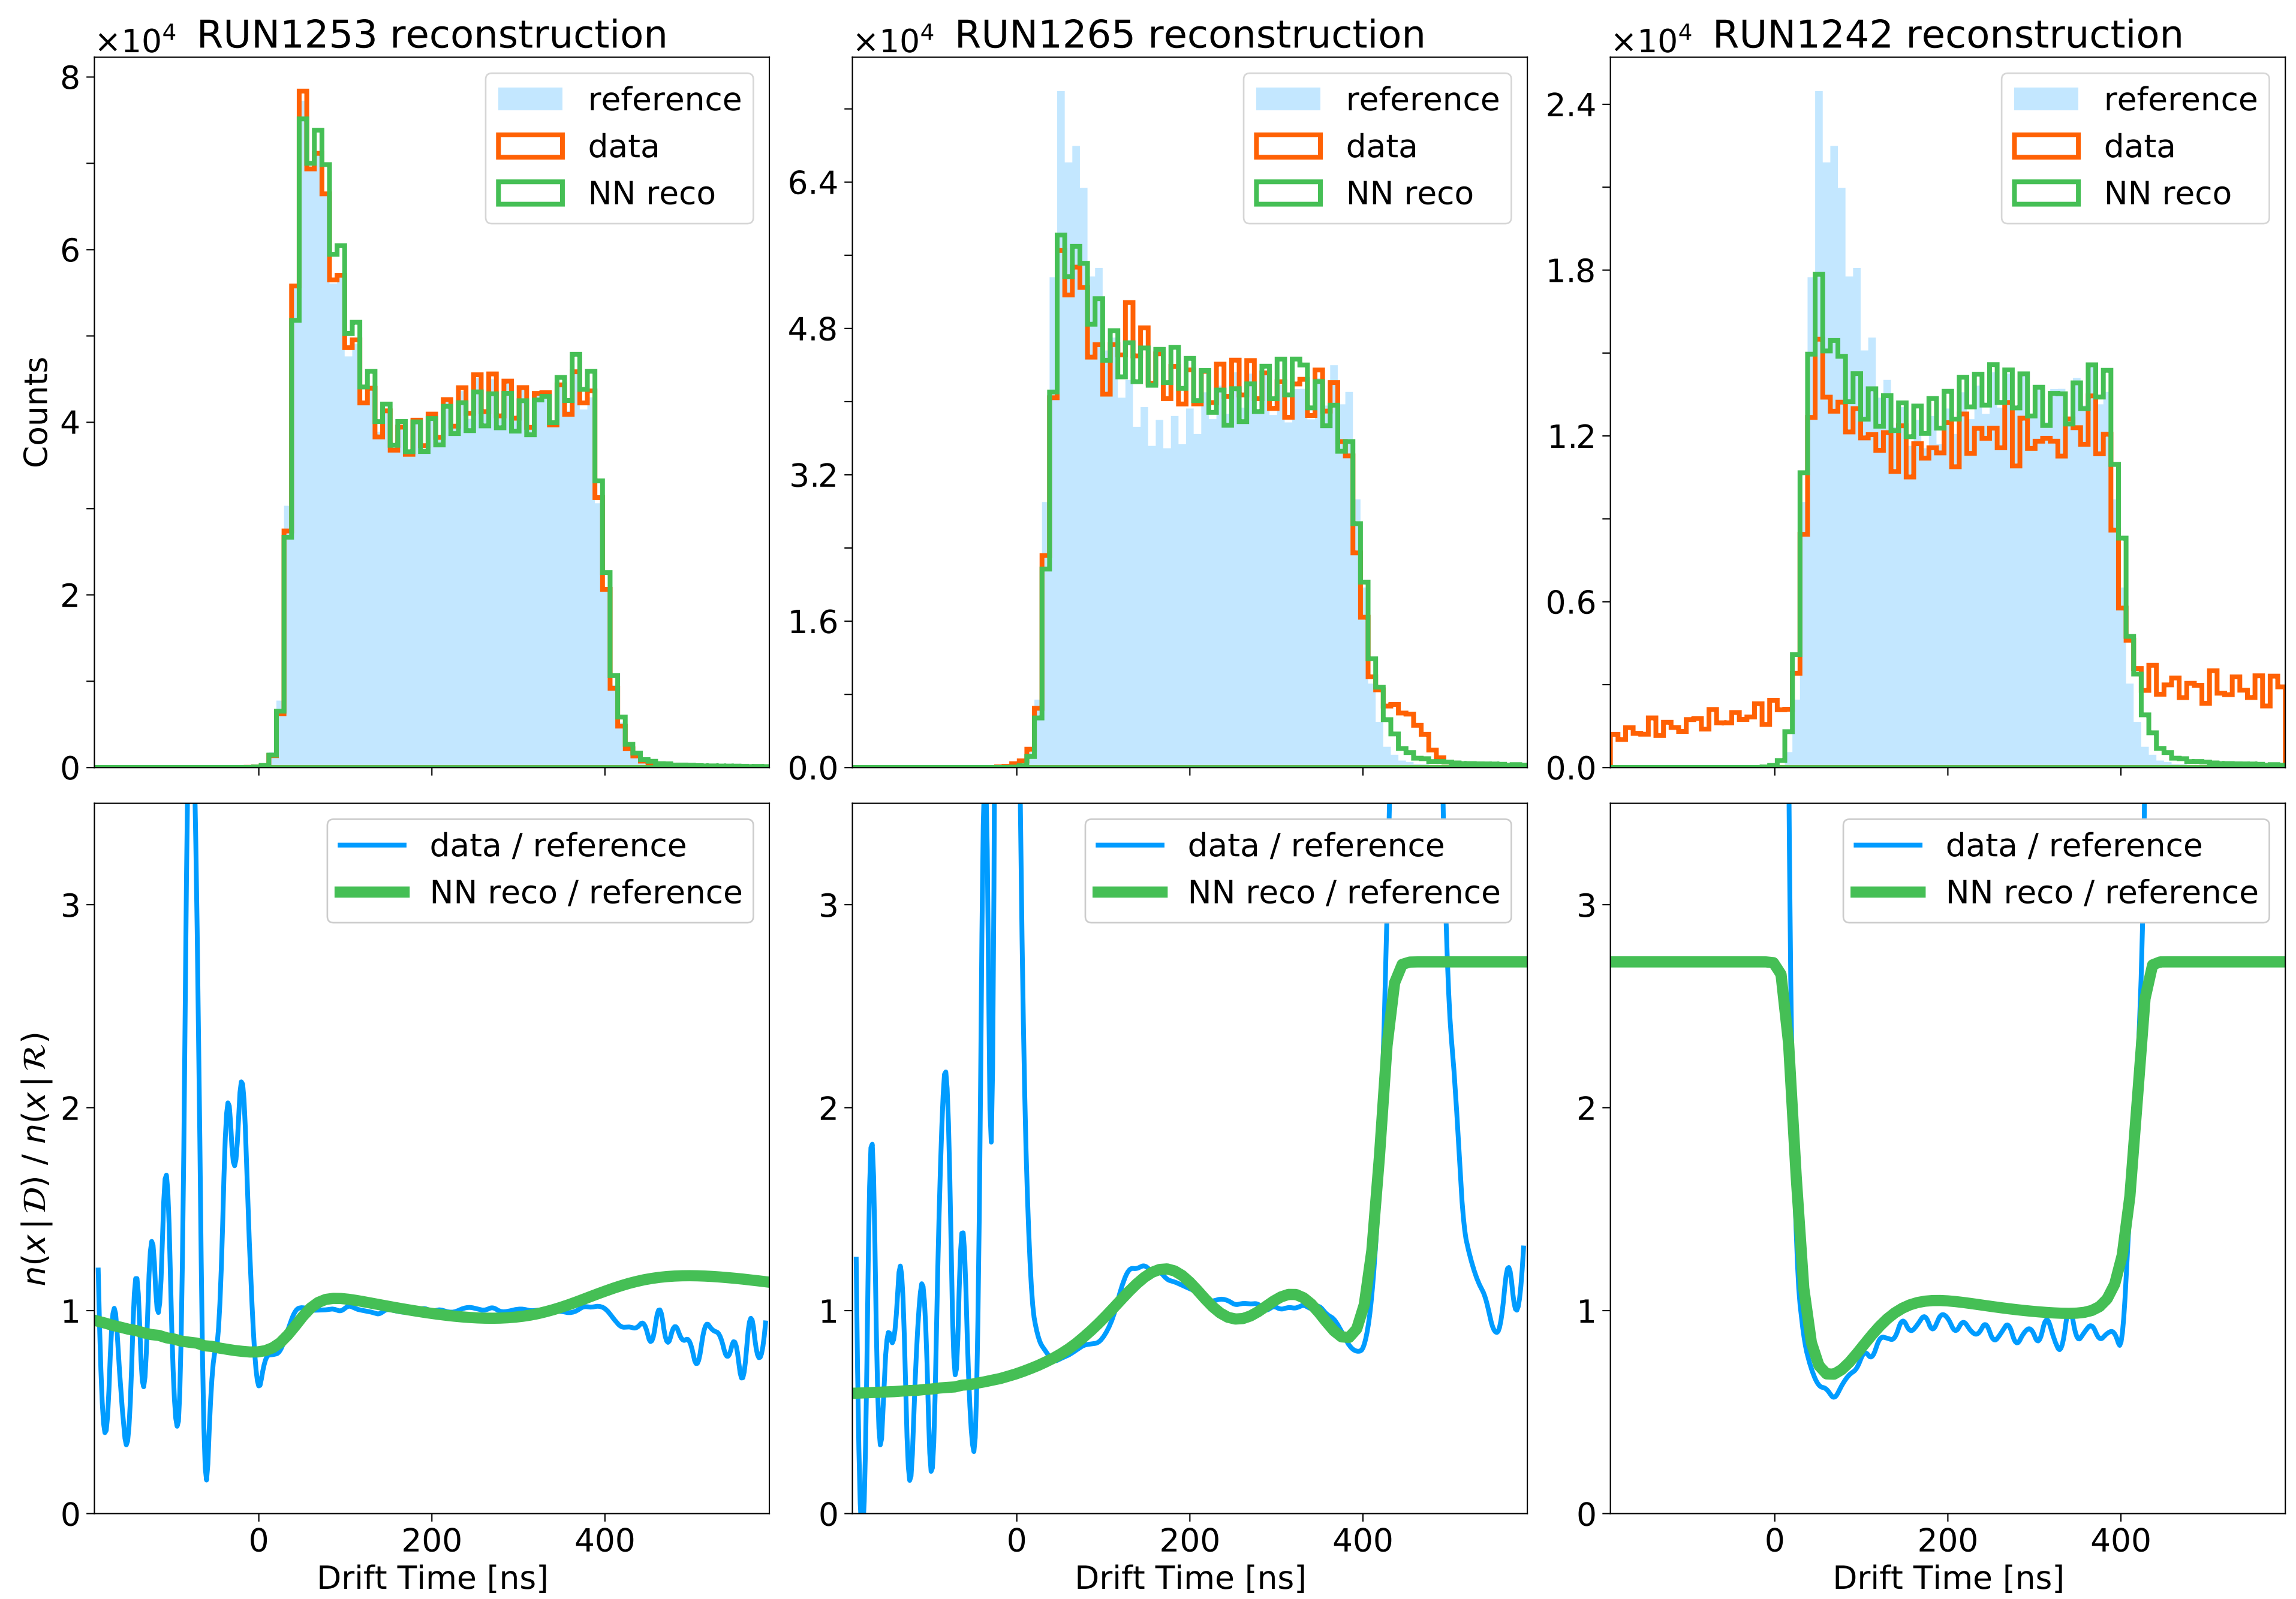 ×10⁴ RUN1253 reconstruction
reference
data
NN reco
8
6
4
2
0
Counts
×10⁴ RUN1265 reconstruction
reference
data
NN reco
6.4
4.8
3.2
1.6
0.0
×10⁴ RUN1242 reconstruction
reference
data
NN reco
2.4
1.8
1.2
0.6
0.0
data / reference
NN reco / reference
3
2
1
0
n(x|𝒟) / n(x|ℛ)
0 200 400
Drift Time [ns]
data / reference
NN reco / reference
3
2
1
0
0 200 400
Drift Time [ns]
data / reference
NN reco / reference
3
2
1
0
0 200 400
Drift Time [ns]